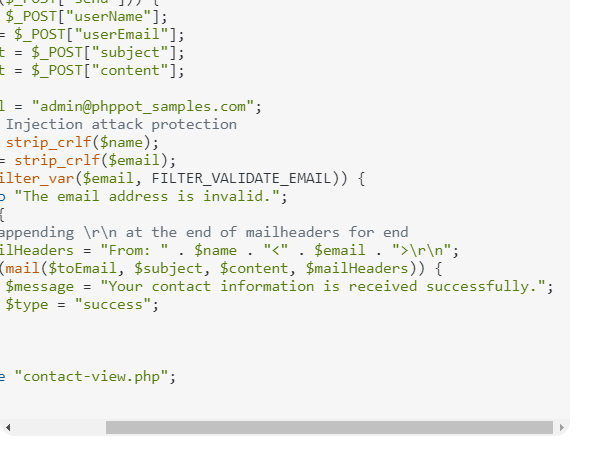 $_POST["send"])) {
$_POST["userName"];
= $_POST["userEmail"];
t = $_POST["subject"];
t = $_POST["content"];
l = "admin@phppot_samples.com";
Injection attack protection
strip_crlf($name);
= strip_crlf($email);
ilter_var($email, FILTER_VALIDATE_EMAIL)) {
o "The email address is invalid.";
{
appending \r\n at the end of mailheaders for end
ilHeaders = "From: " . $name . "<" . $email . ">\r\n";
(mail($toEmail, $subject, $content, $mailHeaders)) {
$message = "Your contact information is received successfully.";
$type = "success";
e "contact-view.php";